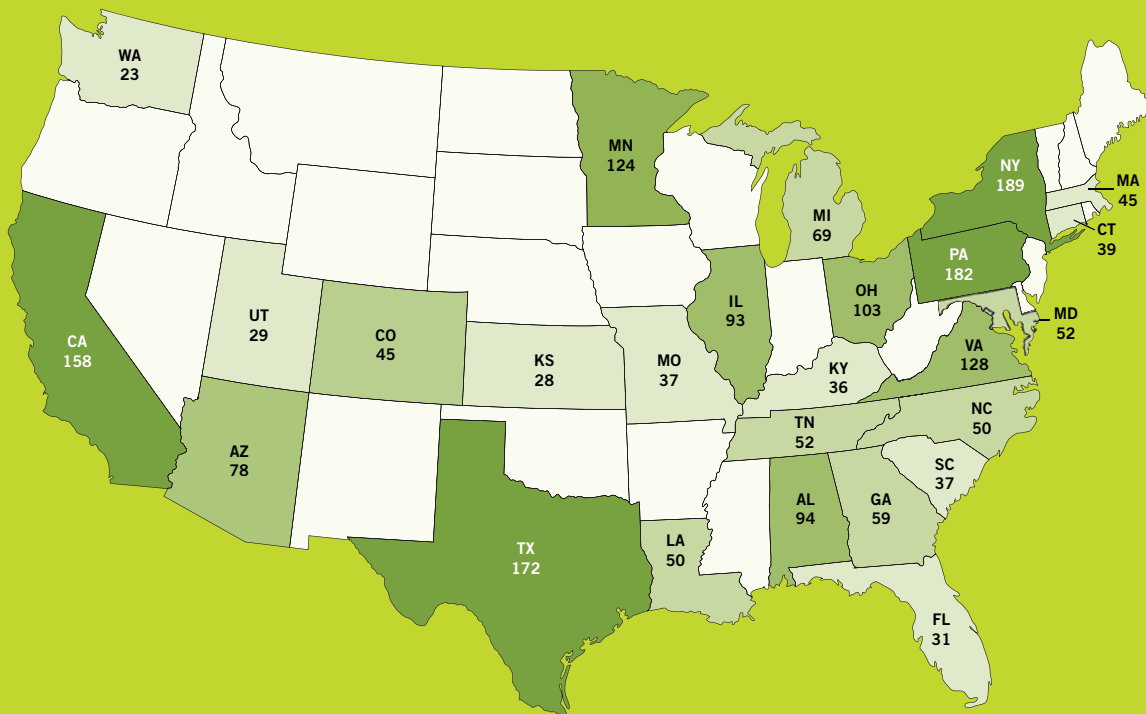 WA
23
MN
124
NY
189
MA
45
MI
69
CT
39
PA
182
OH
103
IL
93
MD
52
UT
29
CO
45
CA
158
VA
128
KS
28
MO
37
KY
36
NC
50
TN
52
AZ
78
SC
37
AL
94
GA
59
LA
50
TX
172
FL
31